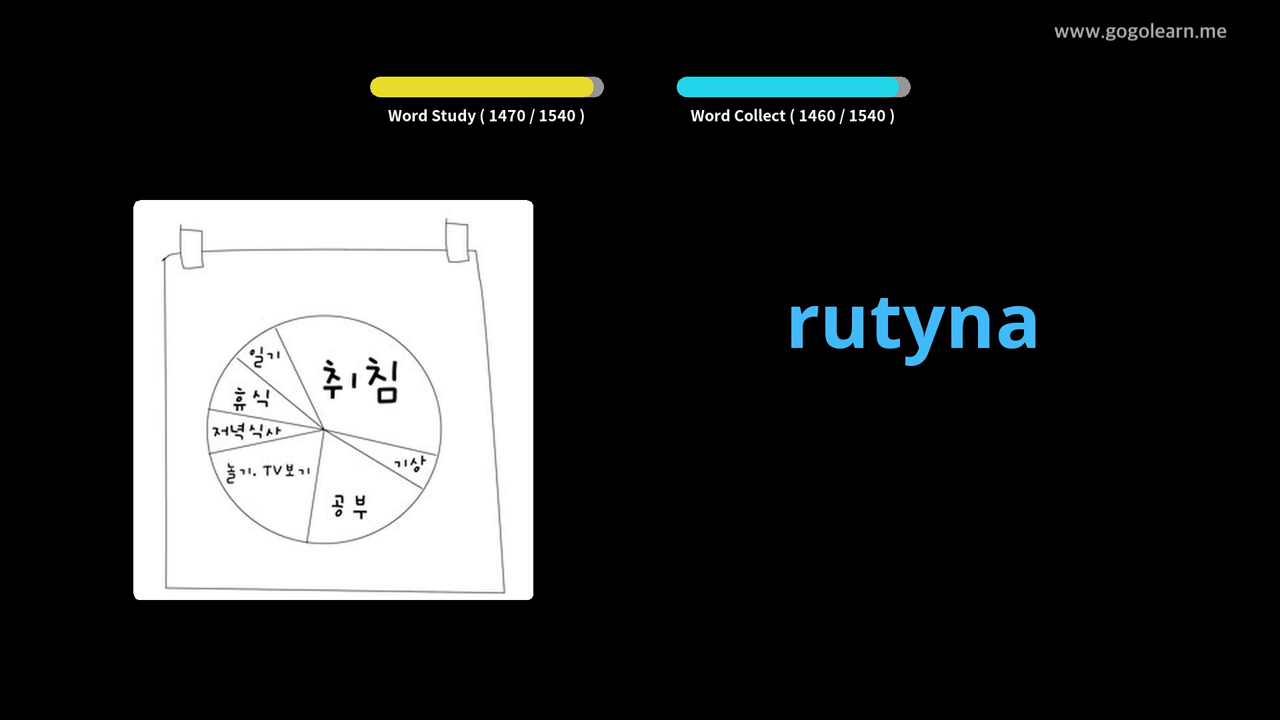 www.gogolearn.me
Word Study ( 1470 / 1540 )
Word Collect ( 1460 / 1540 )
일기
취침
휴식
저녁식사
기상
놀기. TV보기
공부
rutyna